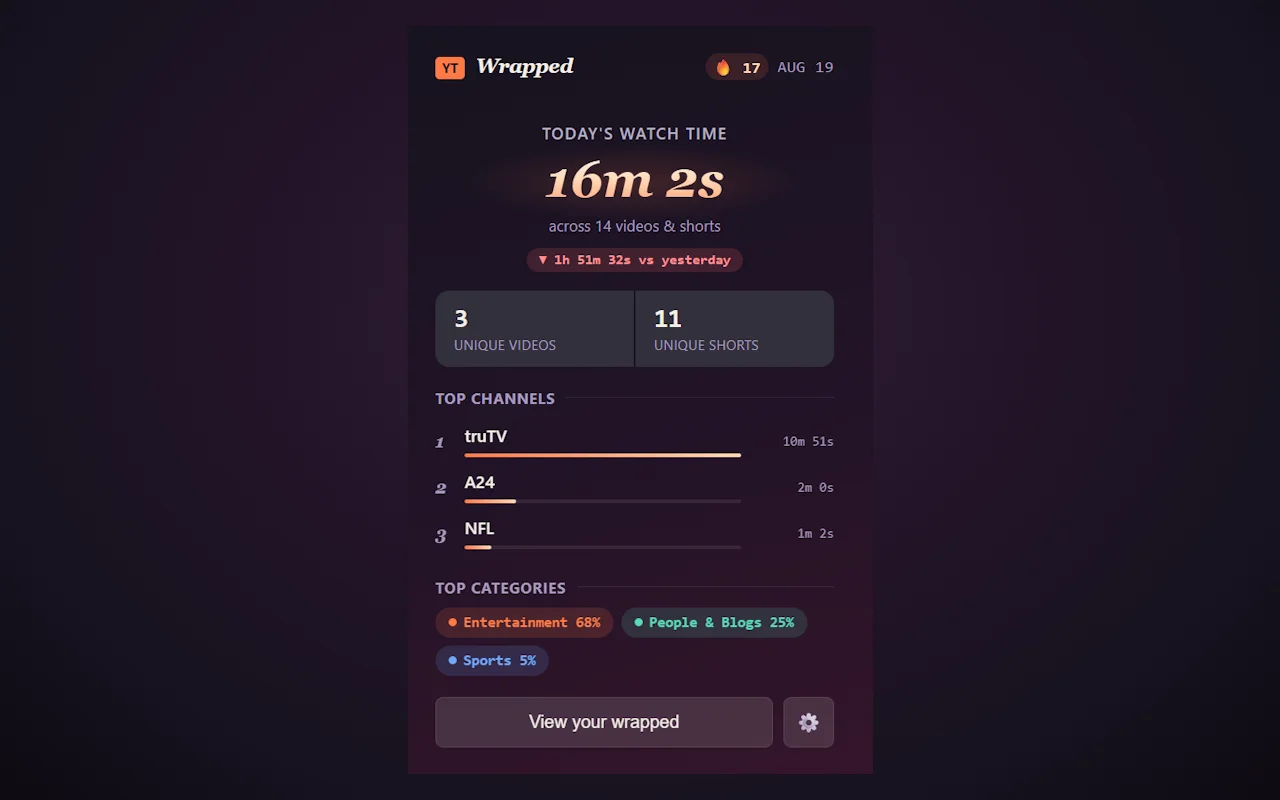 YT Wrapped 🔥 17 AUG 19
TODAY'S WATCH TIME
16m 2s
across 14 videos & shorts
▼ 1h 51m 32s vs yesterday
3 11
UNIQUE VIDEOS UNIQUE SHORTS
TOP CHANNELS
1 truTV 10m 51s
2 A24 2m 0s
3 NFL 1m 2s
TOP CATEGORIES
Entertainment 68% People & Blogs 25%
Sports 5%
View your wrapped